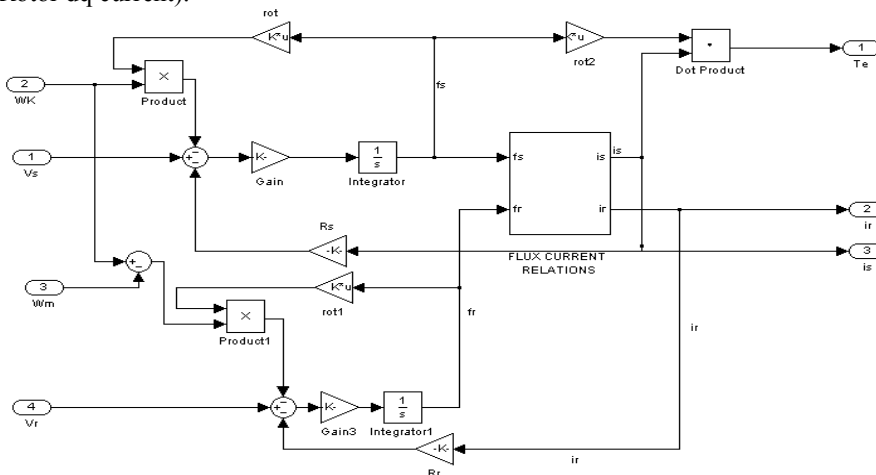 Rotor dq current).
rot
K*u
K*u
rot2
1
Te
Dot Product
2
WK
×
Product
fs
1
Vs
K-
Gain
1
s
Integrator
fs
fr
is
ir
is
FLUX CURRENT
RELATIONS
2
ir
3
is
Rs
-K-
3
Wm
K*u
rot1
×
Product1
fr
ir
4
Vr
K-
Gain3
1
s
Integrator1
-K-
Rr
ir